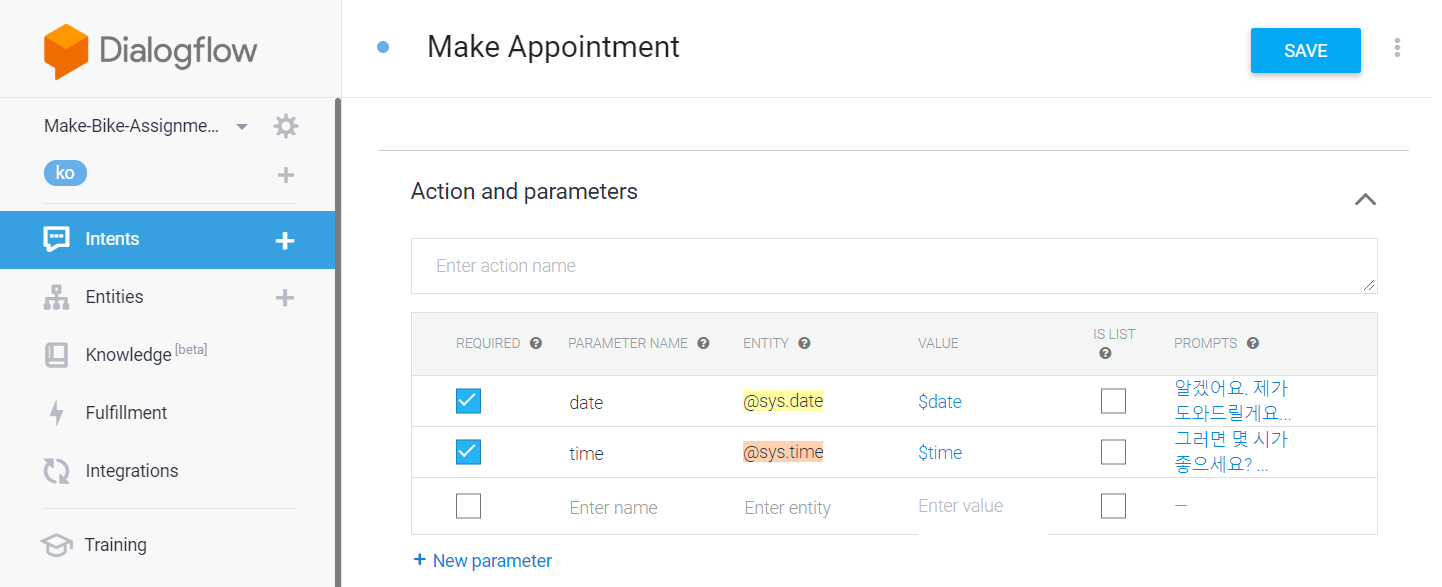 Dialogflow
Make Appointment
SAVE
Make-Bike-Assignme...
ko
Intents
Entities
Knowledge [beta]
Fulfillment
Integrations
Training
Action and parameters
Enter action name
REQUIRED PARAMETER NAME ENTITY VALUE IS LIST PROMPTS
date @sys.date $date 알겠어요. 제가
도와드릴게요...
time @sys.time $time 그러면 몇 시가
좋으세요? ...
Enter name Enter entity Enter value —
+ New parameter